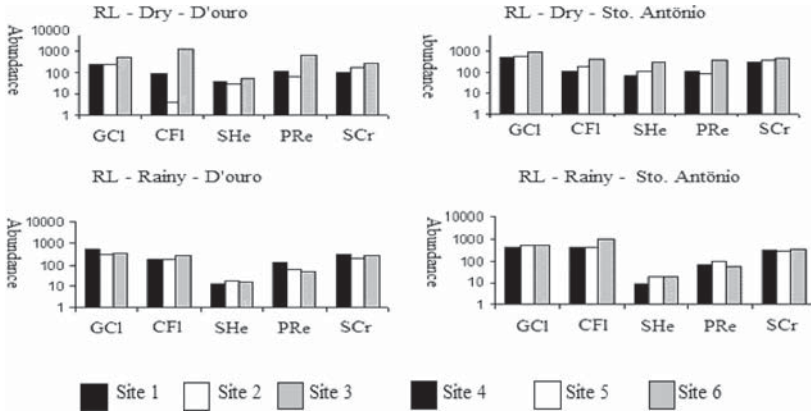 RL - Dry - D'ouro
Abundance
10000
1000
100
10
1
GCl CFl SHe PRe SCr
RL - Dry - Sto. Antönio
Abundance
1000
100
10
1
GCl CFl SHe PRe SCr
RL - Rainy - D'ouro
Abundance
10000
1000
100
10
1
GCl CFl SHe PRe SCr
RL - Rainy - Sto. Antönio
Abundance
10000
1000
100
10
1
GCl CFl SHe PRe SCr
Site 1 Site 2 Site 3 Site 4 Site 5 Site 6